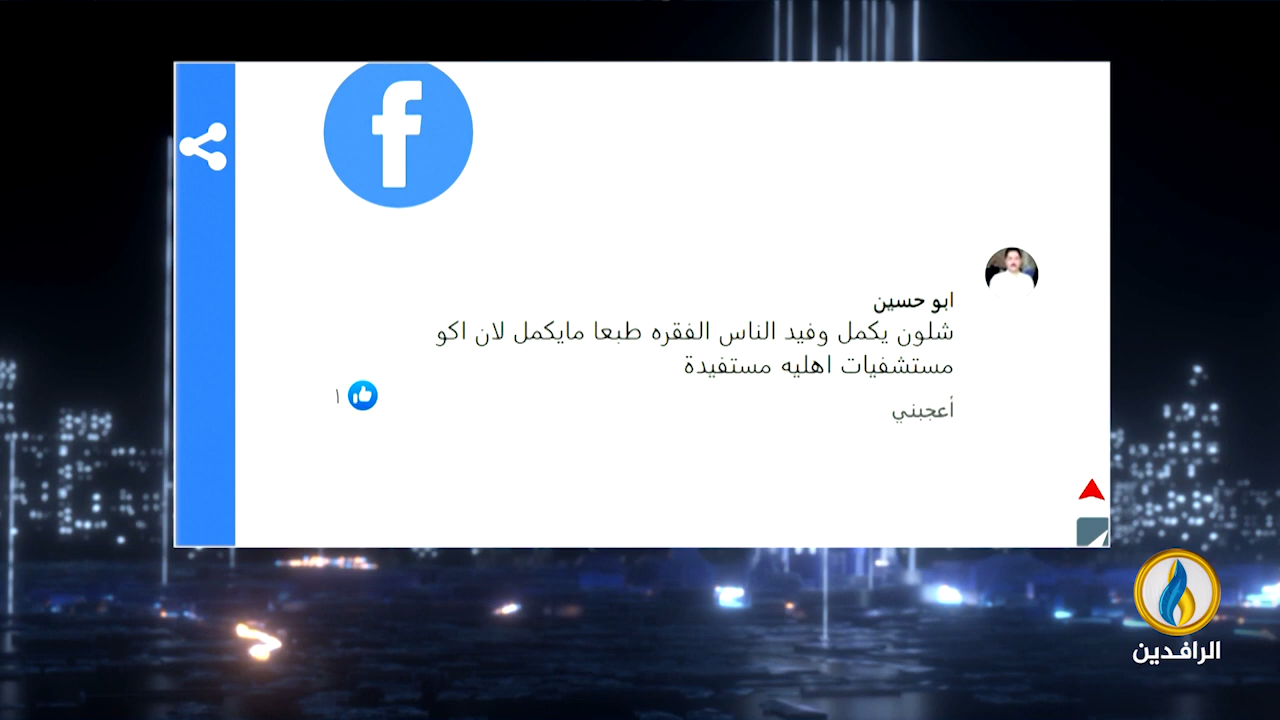 ابو حسين
شلون يكمل وفيد الناس الفقره طبعا مايكمل لان اكو
مستشفيات اهليه مستفيدة
أعجبني
١
الرافدين